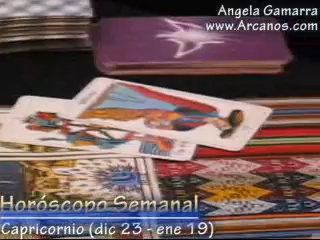 Angela Gamarra
www.Arcanos.com
Horóscopo Semanal
Capricornio (dic 23 - ene 19)